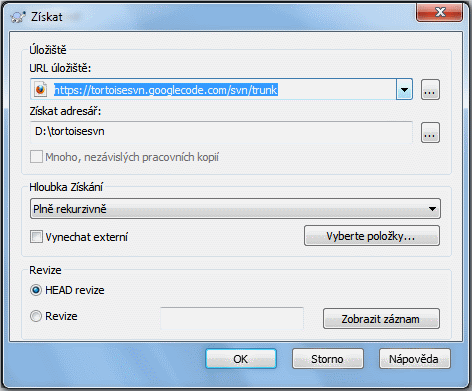 Získat
Úložiště
URL úložiště:
https://tortoisesvn.googlecode.com/svn/trunk
...
Získat adresář:
D:\tortoisesvn
...
Mnoho, nezávislých pracovních kopií
Hloubka Získání
Plně rekurzivně
Vynechat externí
Vyberte položky...
Revize
HEAD revize
Revize
Zobrazit záznam
OK Storno Nápověda